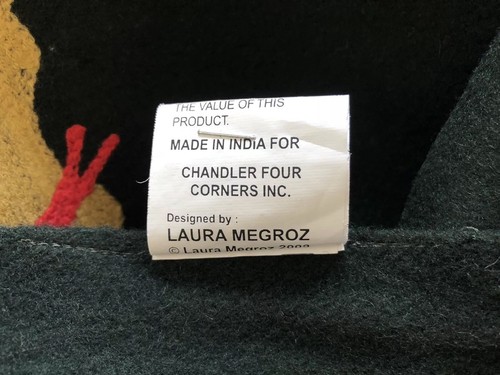 THE VALUE OF THIS
PRODUCT.
MADE IN INDIA FOR
CHANDLER FOUR
CORNERS INC.
Designed by :
LAURA MEGROZ
© Laura Megroz